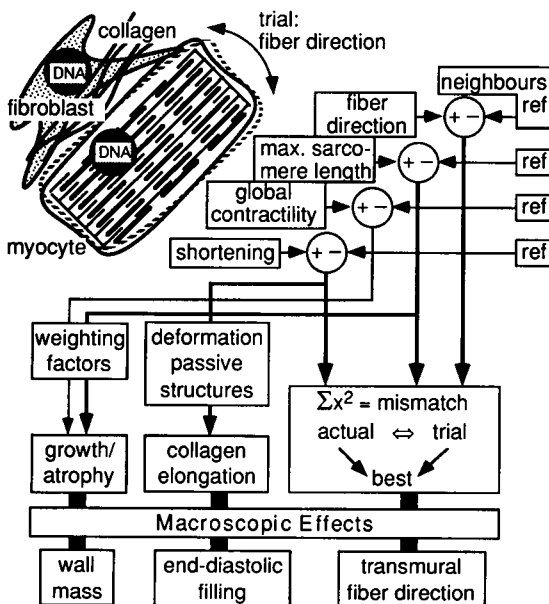 collagen
trial:
fiber direction
DNA
fibroblast
DNA
myocyte
neighbours
fiber
direction
+ −
ref
max. sarco-
mere length
+ −
ref
global
contractility
+ −
ref
shortening
+ −
ref
weighting
factors
deformation
passive
structures
Σx² = mismatch
actual ⇔ trial
best
growth/
atrophy
collagen
elongation
Macroscopic Effects
wall
mass
end-diastolic
filling
transmural
fiber direction